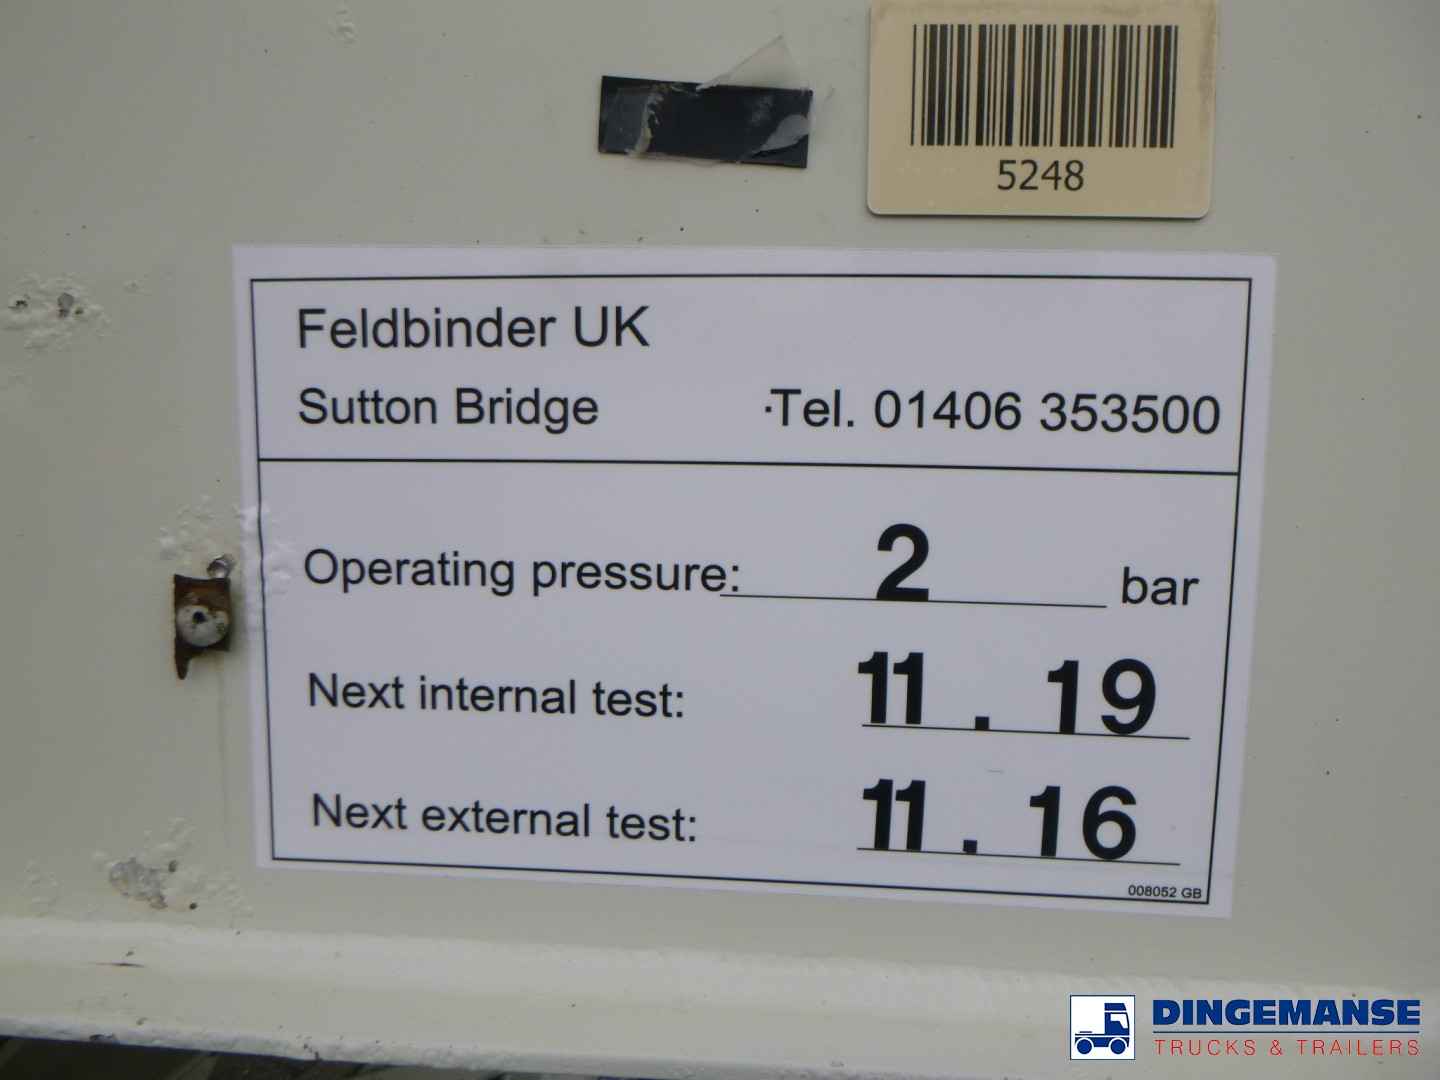 5248
Feldbinder UK
Sutton Bridge Tel. 01406 353500
Operating pressure: 2 bar
Next internal test: 11 . 19
Next external test: 11 . 16
008052 GB
DINGEMANSE
TRUCKS & TRAILERS